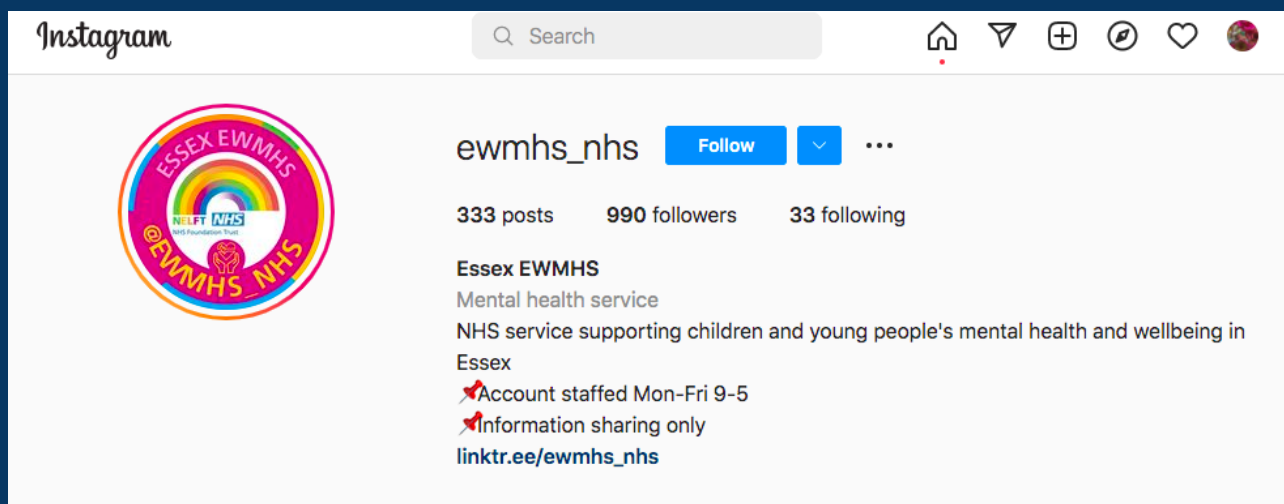 Instagram
Search
ESSEX EWMHS
NELFT NHS
NHS Foundation Trust
@EWMHS_NHS
ewmhs_nhs
Follow
333 posts 990 followers 33 following
Essex EWMHS
Mental health service
NHS service supporting children and young people's mental health and wellbeing in
Essex
📌Account staffed Mon-Fri 9-5
📌Information sharing only
linktr.ee/ewmhs_nhs